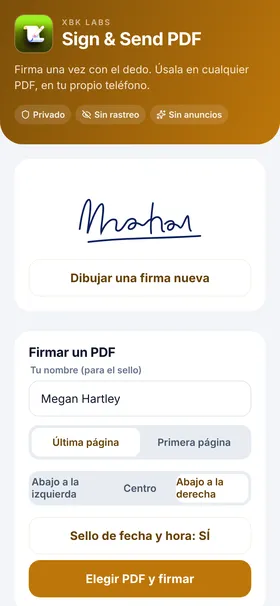 XBK LABS
Sign & Send PDF
Firma una vez con el dedo. Úsala en cualquier
PDF, en tu propio teléfono.
Privado
Sin rastreo
Sin anuncios
Dibujar una firma nueva
Firmar un PDF
Tu nombre (para el sello)
Megan Hartley
Última página
Primera página
Abajo a la
izquierda
Centro
Abajo a la
derecha
Sello de fecha y hora: SÍ
Elegir PDF y firmar